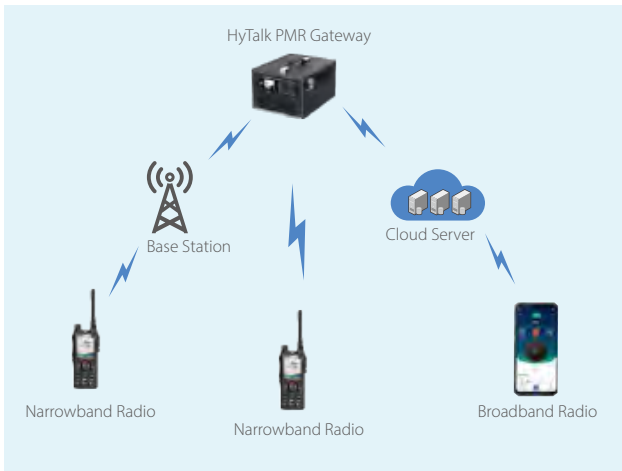 HyTalk PMR Gateway
Base Station
Cloud Server
Narrowband Radio
Narrowband Radio
Broadband Radio